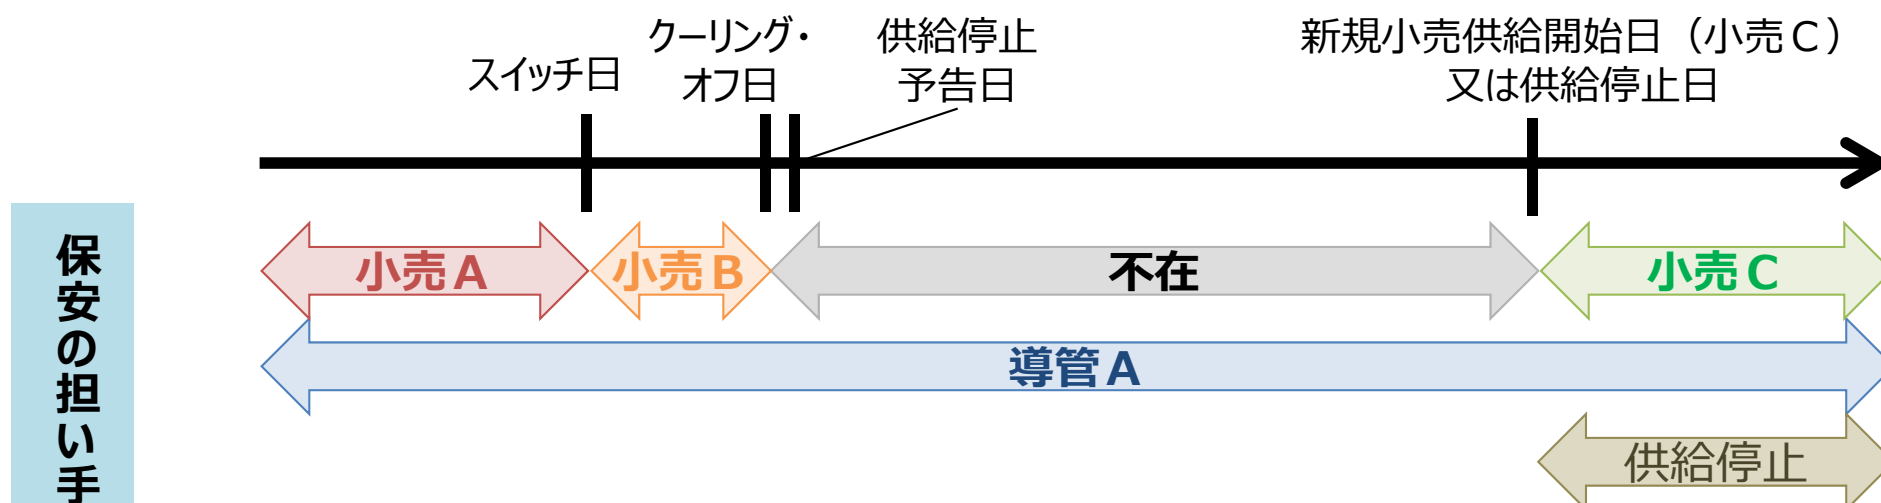 スイッチ日
クーリング・
オフ日
供給停止
予告日
新規小売供給開始日（小売Ｃ）
又は供給停止日
保安の担い手
小売Ａ
小売Ｂ
不在
小売Ｃ
導管Ａ
供給停止